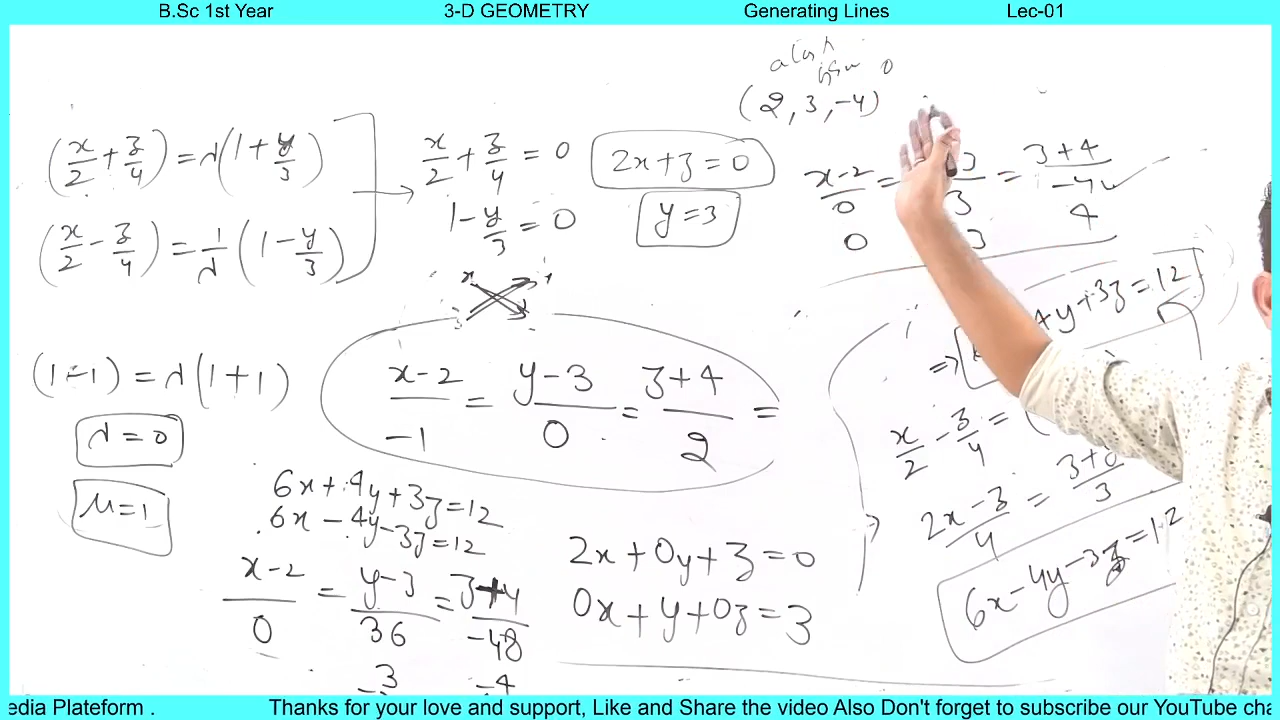 B.Sc 1st Year 3-D GEOMETRY Generating Lines Lec-01
(2, 3, -4)
(x/2 + z/4) = λ(1 + y/3)
(x/2 - z/4) = 1/λ (1 - y/3)
x/2 + z/4 = 0
1 - y/3 = 0
2x + z = 0
y = 3
x-2/0 = 3/3 = z+4/-4
0 3 4
(1-1) = λ(1+1)
λ = 0
μ = 1
x-2/-1 = y-3/0 = z+4/2 =
6x + 4y + 3z = 12
6x - 4y - 3z = 12
x-2/0 = y-3/36 = z+4/-48
-3 -4
2x + 0y + z = 0
0x + y + 0z = 3
⇒ 4y + 3z = 12
x/2 - z/4 =
2x - z/4 = 3+ /3
6x - 4y - 3z = 12
edia Plateform . Thanks for your love and support, Like and Share the video Also Don't forget to subscribe our YouTube cha